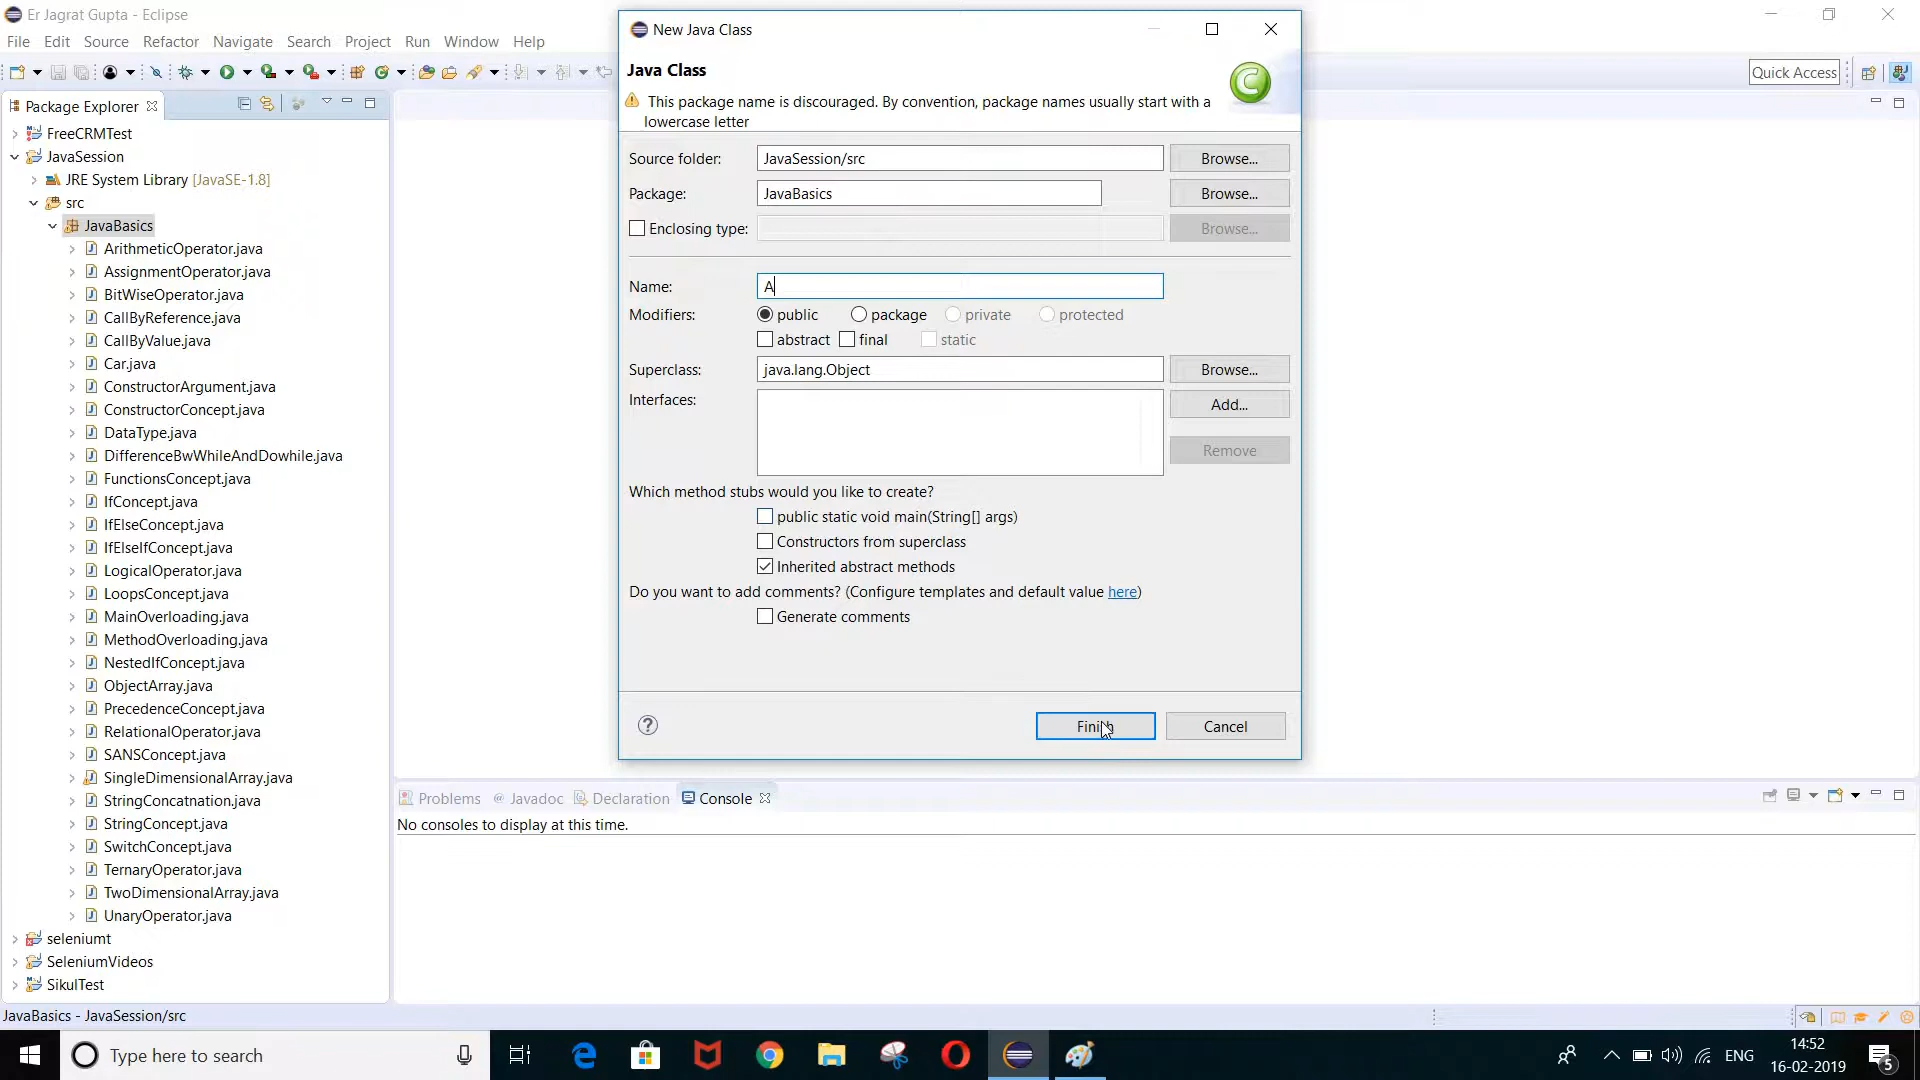 Er Jagrat Gupta - Eclipse
File Edit Source Refactor Navigate Search Project Run Window Help
Quick Access
Package Explorer
FreeCRMTest
JavaSession
JRE System Library [JavaSE-1.8]
src
JavaBasics
ArithmeticOperator.java
AssignmentOperator.java
BitWiseOperator.java
CallByReference.java
CallByValue.java
Car.java
ConstructorArgument.java
ConstructorConcept.java
DataType.java
DifferenceBwWhileAndDowhile.java
FunctionsConcept.java
IfConcept.java
IfElseConcept.java
IfElseIfConcept.java
LogicalOperator.java
LoopsConcept.java
MainOverloading.java
MethodOverloading.java
NestedIfConcept.java
ObjectArray.java
PrecedenceConcept.java
RelationalOperator.java
SANSConcept.java
SingleDimensionalArray.java
StringConcatnation.java
StringConcept.java
SwitchConcept.java
TernaryOperator.java
TwoDimensionalArray.java
UnaryOperator.java
seleniumt
SeleniumVideos
SikulTest
New Java Class
Java Class
This package name is discouraged. By convention, package names usually start with a
lowercase letter
Source folder: JavaSession/src Browse...
Package: JavaBasics Browse...
Enclosing type: Browse...
Name: A
Modifiers: public package private protected
abstract final static
Superclass: java.lang.Object Browse...
Interfaces: Add...
Remove
Which method stubs would you like to create?
public static void main(String[] args)
Constructors from superclass
Inherited abstract methods
Do you want to add comments? (Configure templates and default value here)
Generate comments
Finish Cancel
Problems @ Javadoc Declaration Console
No consoles to display at this time.
JavaBasics - JavaSession/src
Type here to search
ENG
14:52
16-02-2019
5